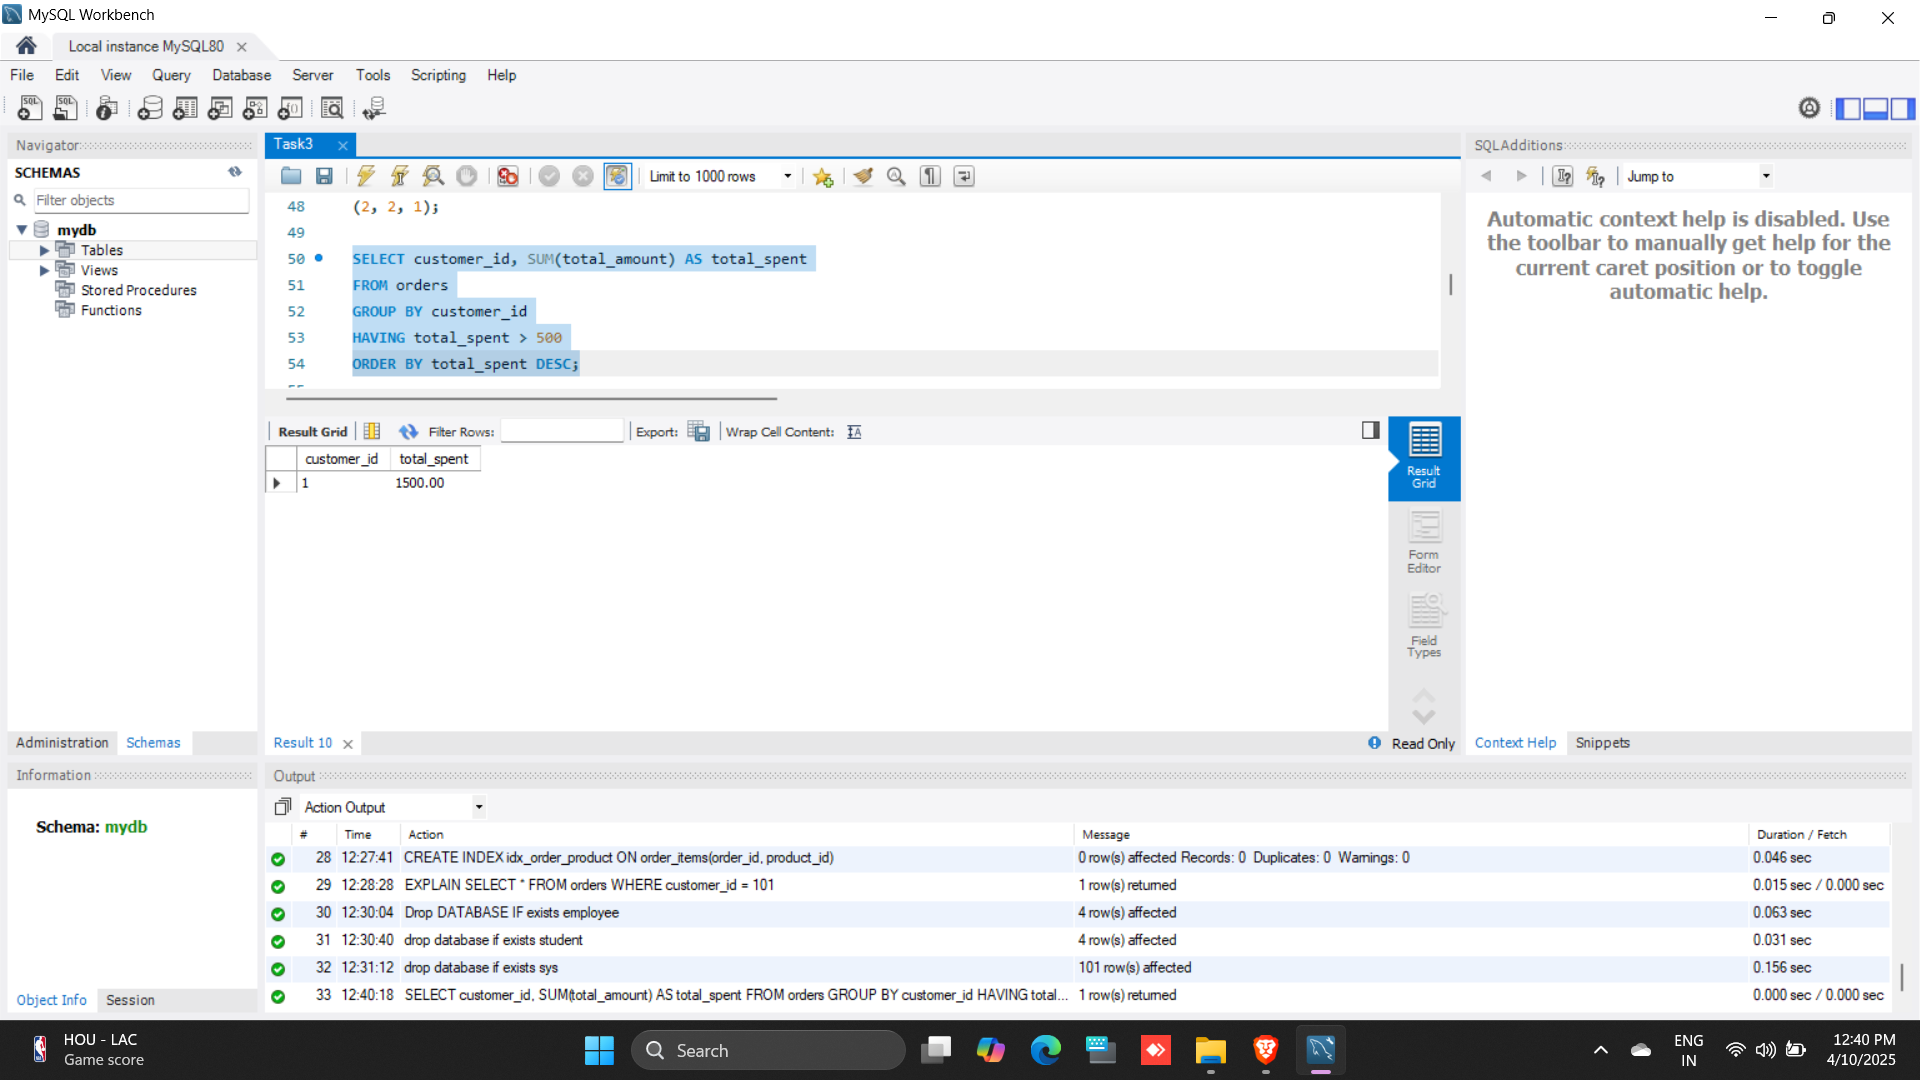 MySQL Workbench
Local instance MySQL80
File Edit View Query Database Server Tools Scripting Help
Navigator
SCHEMAS
Filter objects
mydb
Tables
Views
Stored Procedures
Functions
Administration Schemas
Information
Schema: mydb
Object Info Session
Task3
Limit to 1000 rows
48 (2, 2, 1);
49
50 SELECT customer_id, SUM(total_amount) AS total_spent
51 FROM orders
52 GROUP BY customer_id
53 HAVING total_spent > 500
54 ORDER BY total_spent DESC;
Result Grid Filter Rows: Export: Wrap Cell Content:
customer_id total_spent
1 1500.00
Result
Grid
Form
Editor
Field
Types
Result 10
Read Only
SQLAdditions
Jump to
Automatic context help is disabled. Use
the toolbar to manually get help for the
current caret position or to toggle
automatic help.
Context Help Snippets
Output
Action Output
# Time Action Message Duration / Fetch
28 12:27:41 CREATE INDEX idx_order_product ON order_items(order_id, product_id) 0 row(s) affected Records: 0 Duplicates: 0 Warnings: 0 0.046 sec
29 12:28:28 EXPLAIN SELECT * FROM orders WHERE customer_id = 101 1 row(s) returned 0.015 sec / 0.000 sec
30 12:30:04 Drop DATABASE IF exists employee 4 row(s) affected 0.063 sec
31 12:30:40 drop database if exists student 4 row(s) affected 0.031 sec
32 12:31:12 drop database if exists sys 101 row(s) affected 0.156 sec
33 12:40:18 SELECT customer_id, SUM(total_amount) AS total_spent FROM orders GROUP BY customer_id HAVING total... 1 row(s) returned 0.000 sec / 0.000 sec
HOU - LAC
Game score
Search
ENG
IN
12:40 PM
4/10/2025